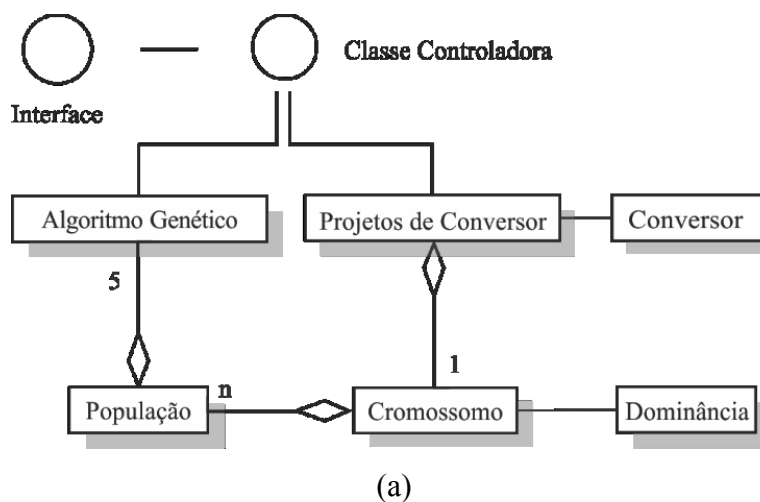 Classe Controladora
Interface
Algoritmo Genético
Projetos de Conversor
Conversor
5
1
População
n
Cromossomo
Dominância
(a)